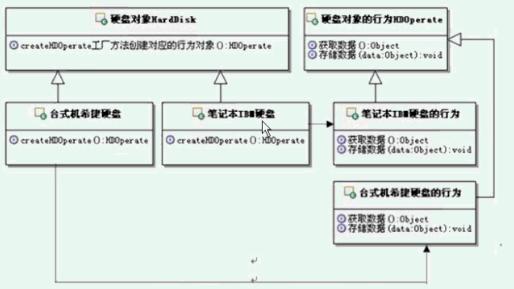 硬盘对象HardDisk
createHDOperate工厂方法创建对应的行为对象():HDOperate
硬盘对象的行为HDOperate
获取数据():Object
存储数据(data:Object):void
台式机希捷硬盘
createHDOperate():HDOperate
笔记本IBM硬盘
createHDOperate():HDOperate
笔记本IBM硬盘的行为
获取数据():Object
存储数据(data:Object):void
台式机希捷硬盘的行为
获取数据():Object
存储数据(data:Object):void